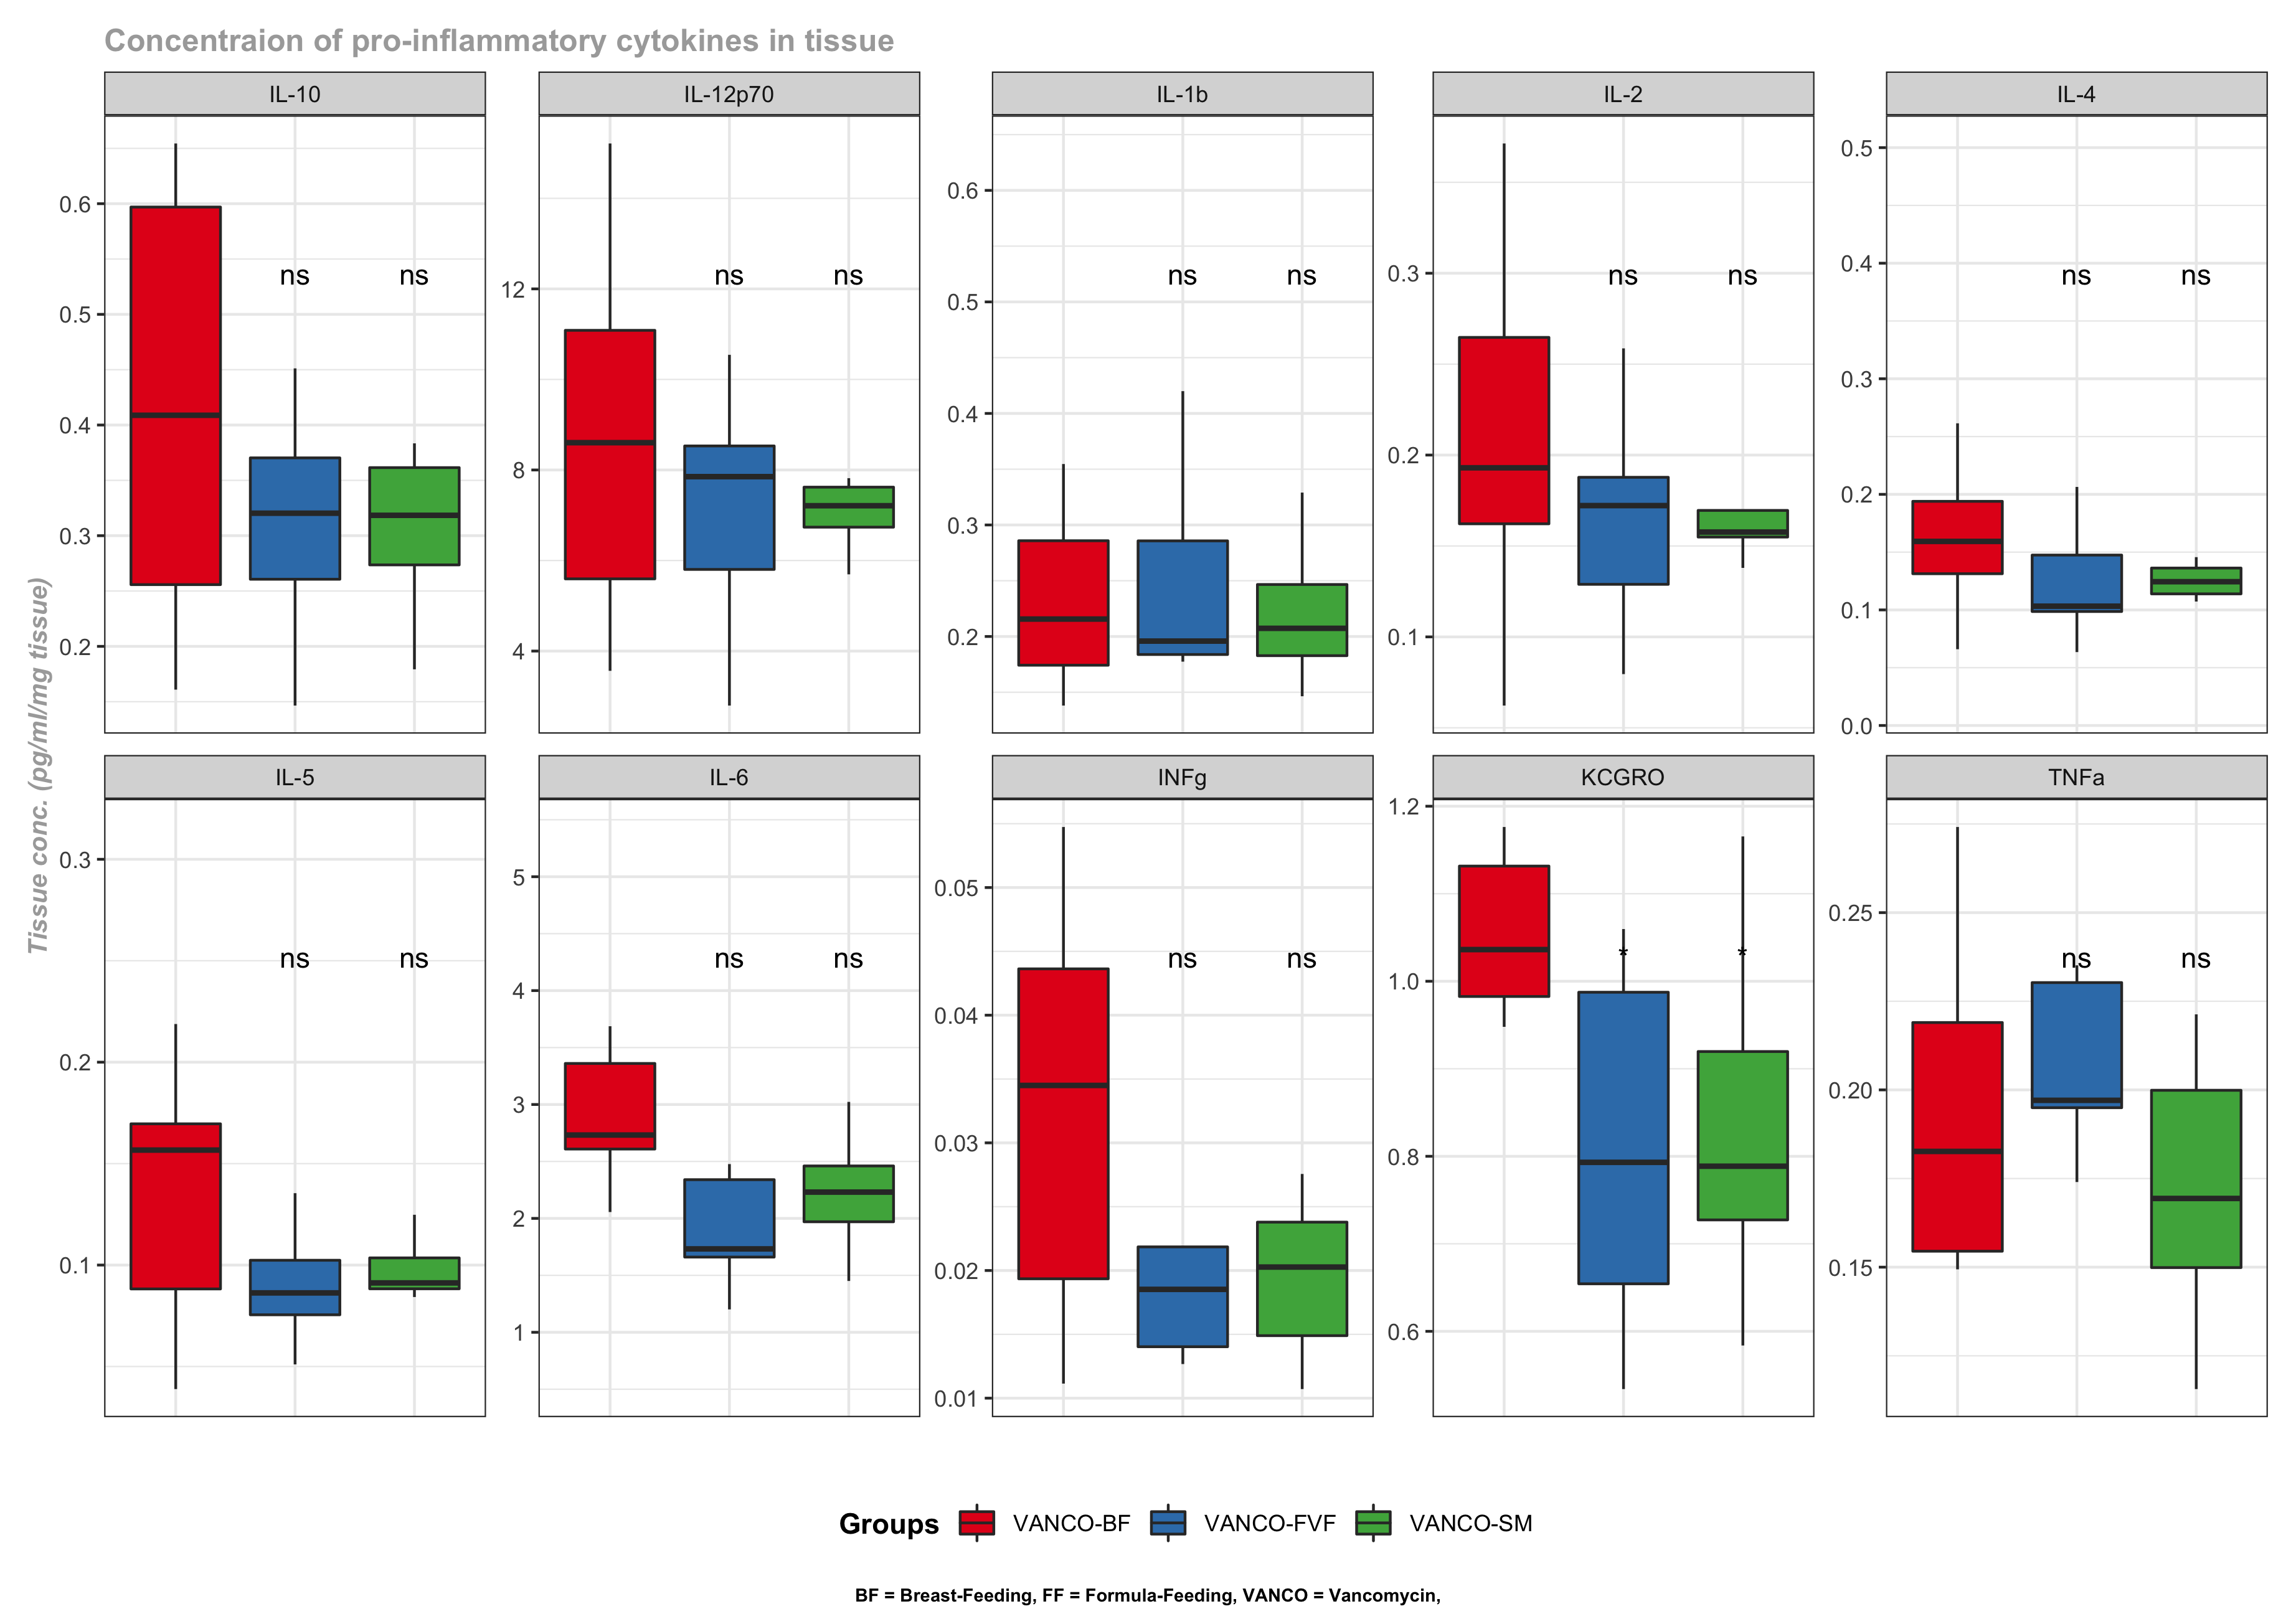 Concentraion of pro-inflammatory cytokines in tissue
IL-10 IL-12p70 IL-1b IL-2 IL-4
0.6
0.5
0.4
0.3
0.2
ns ns
12
8
4
ns ns
0.6
0.5
0.4
0.3
0.2
ns ns
0.3
0.2
0.1
ns ns
0.5
0.4
0.3
0.2
0.1
0.0
ns ns
Tissue conc. (pg/ml/mg tissue)
IL-5 IL-6 INFg KCGRO TNFa
0.3
0.2
0.1
ns ns
5
4
3
2
1
ns ns
0.05
0.04
0.03
0.02
0.01
ns ns
1.2
1.0
0.8
0.6
* *
0.25
0.20
0.15
ns ns
Groups VANCO-BF VANCO-FVF VANCO-SM
BF = Breast-Feeding, FF = Formula-Feeding, VANCO = Vancomycin,